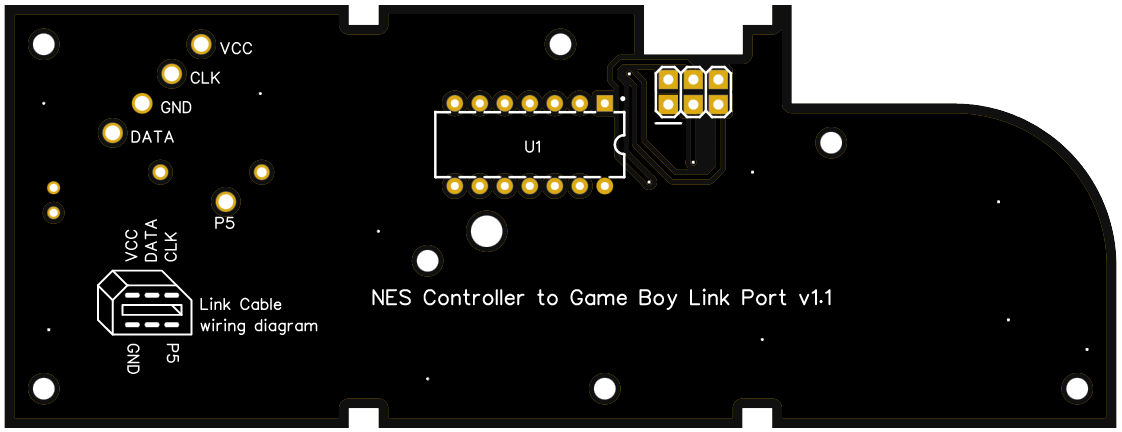 VCC
CLK
GND
DATA
U1
P5
VCC
DATA
CLK
NES Controller to Game Boy Link Port v1.1
Link Cable
wiring diagram
GND
P5